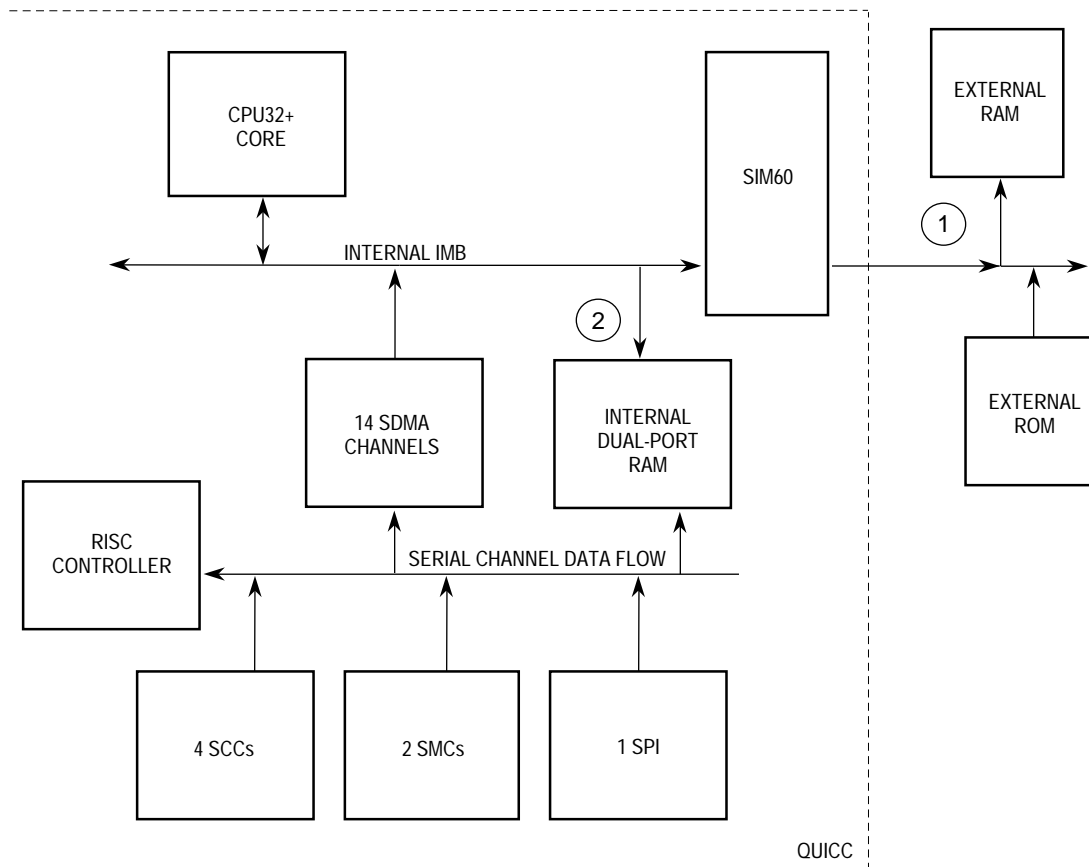 CPU32+
CORE
SIM60
EXTERNAL
RAM
1
INTERNAL IMB
2
14 SDMA
CHANNELS
INTERNAL
DUAL-PORT
RAM
EXTERNAL
ROM
RISC
CONTROLLER
SERIAL CHANNEL DATA FLOW
4 SCCs
2 SMCs
1 SPI
QUICC